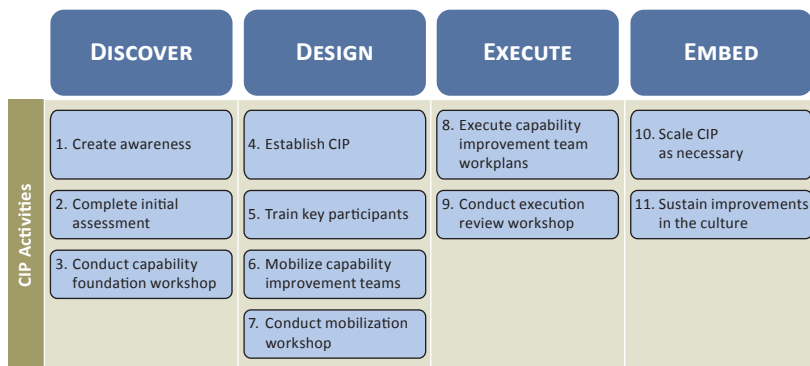 DISCOVER
DESIGN
EXECUTE
EMBED
CIP Activities
1. Create awareness
2. Complete initial
assessment
3. Conduct capability
foundation workshop
4. Establish CIP
5. Train key participants
6. Mobilize capability
improvement teams
7. Conduct mobilization
workshop
8. Execute capability
improvement team
workplans
9. Conduct execution
review workshop
10. Scale CIP
as necessary
11. Sustain improvements
in the culture